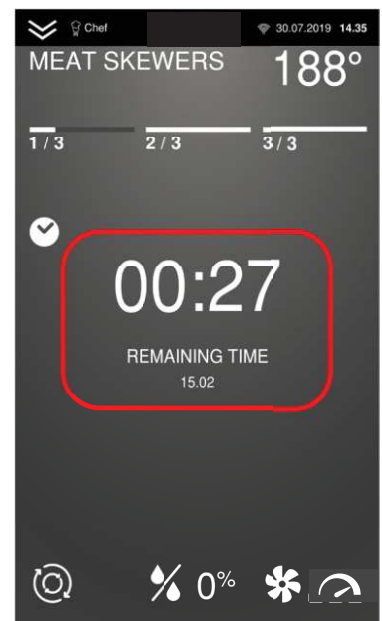 Chef 30.07.2019 14.35
MEAT SKEWERS 188°
1 / 3 2 / 3 3 / 3
00:27
REMAINING TIME
15.02
0%